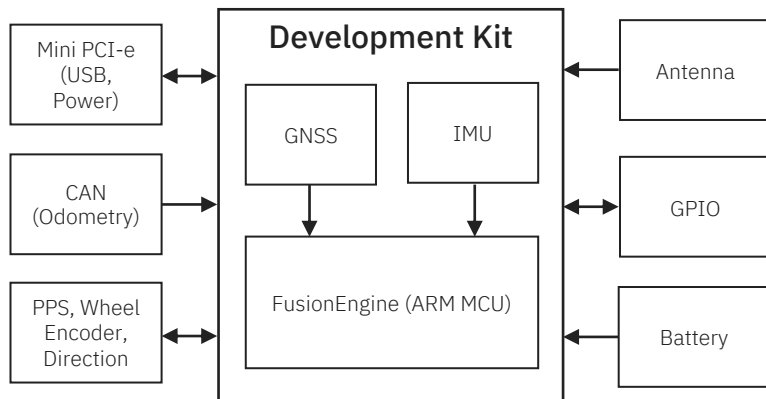 Development Kit
Mini PCI-e
(USB,
Power)
CAN
(Odometry)
PPS, Wheel
Encoder,
Direction
GNSS
IMU
FusionEngine (ARM MCU)
Antenna
GPIO
Battery